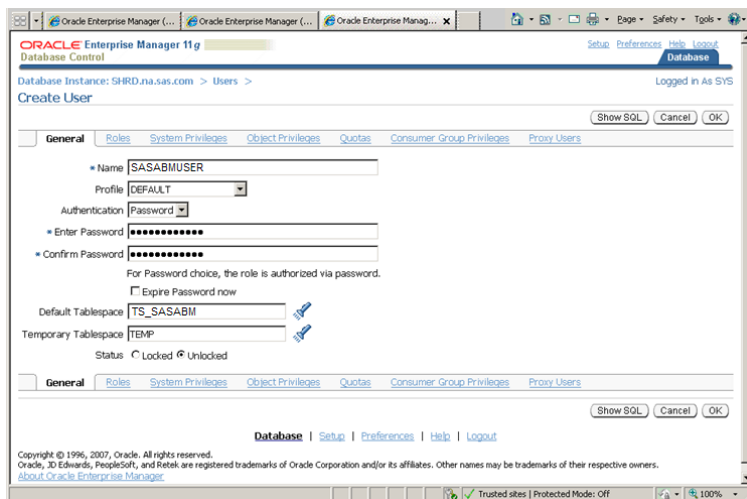 Oracle Enterprise Manager (... Oracle Enterprise Manager (... Oracle Enterprise Manag... x Page Safety Tools
ORACLE Enterprise Manager 11g Setup Preferences Help Logout
Database Control Database
Database Instance: SHRD.na.sas.com > Users > Logged in As SYS
Create User
Show SQL Cancel OK
General Roles System Privileges Object Privileges Quotas Consumer Group Privileges Proxy Users
* Name SASABMUSER
Profile DEFAULT
Authentication Password
* Enter Password ●●●●●●●●●●●●
* Confirm Password ●●●●●●●●●●●●
For Password choice, the role is authorized via password.
Expire Password now
Default Tablespace TS_SASABM
Temporary Tablespace TEMP
Status Locked Unlocked
General Roles System Privileges Object Privileges Quotas Consumer Group Privileges Proxy Users
Show SQL Cancel OK
Database | Setup | Preferences | Help | Logout
Copyright © 1996, 2007, Oracle. All rights reserved.
Oracle, JD Edwards, PeopleSoft, and Retek are registered trademarks of Oracle Corporation and/or its affiliates. Other names may be trademarks of their respective owners.
About Oracle Enterprise Manager
Trusted sites | Protected Mode: Off 100%